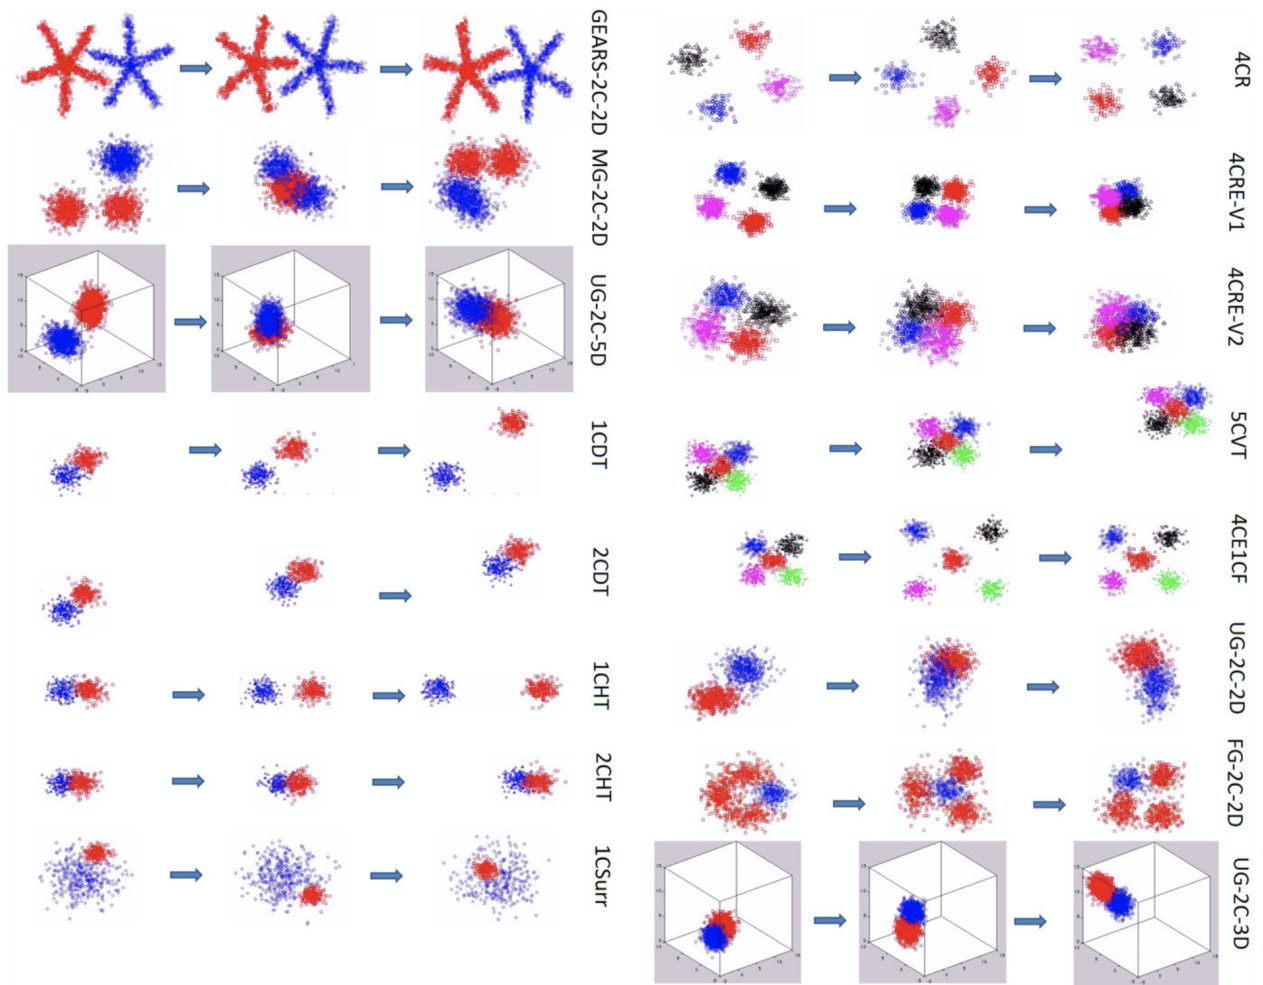 GEARS-2C-2D
MG-2C-2D
UG-2C-5D
1CDT
2CDT
1CHT
2CHT
1CSurr
4CR
4CRE-V1
4CRE-V2
5CVT
4CE1CF
UG-2C-2D
FG-2C-2D
UG-2C-3D